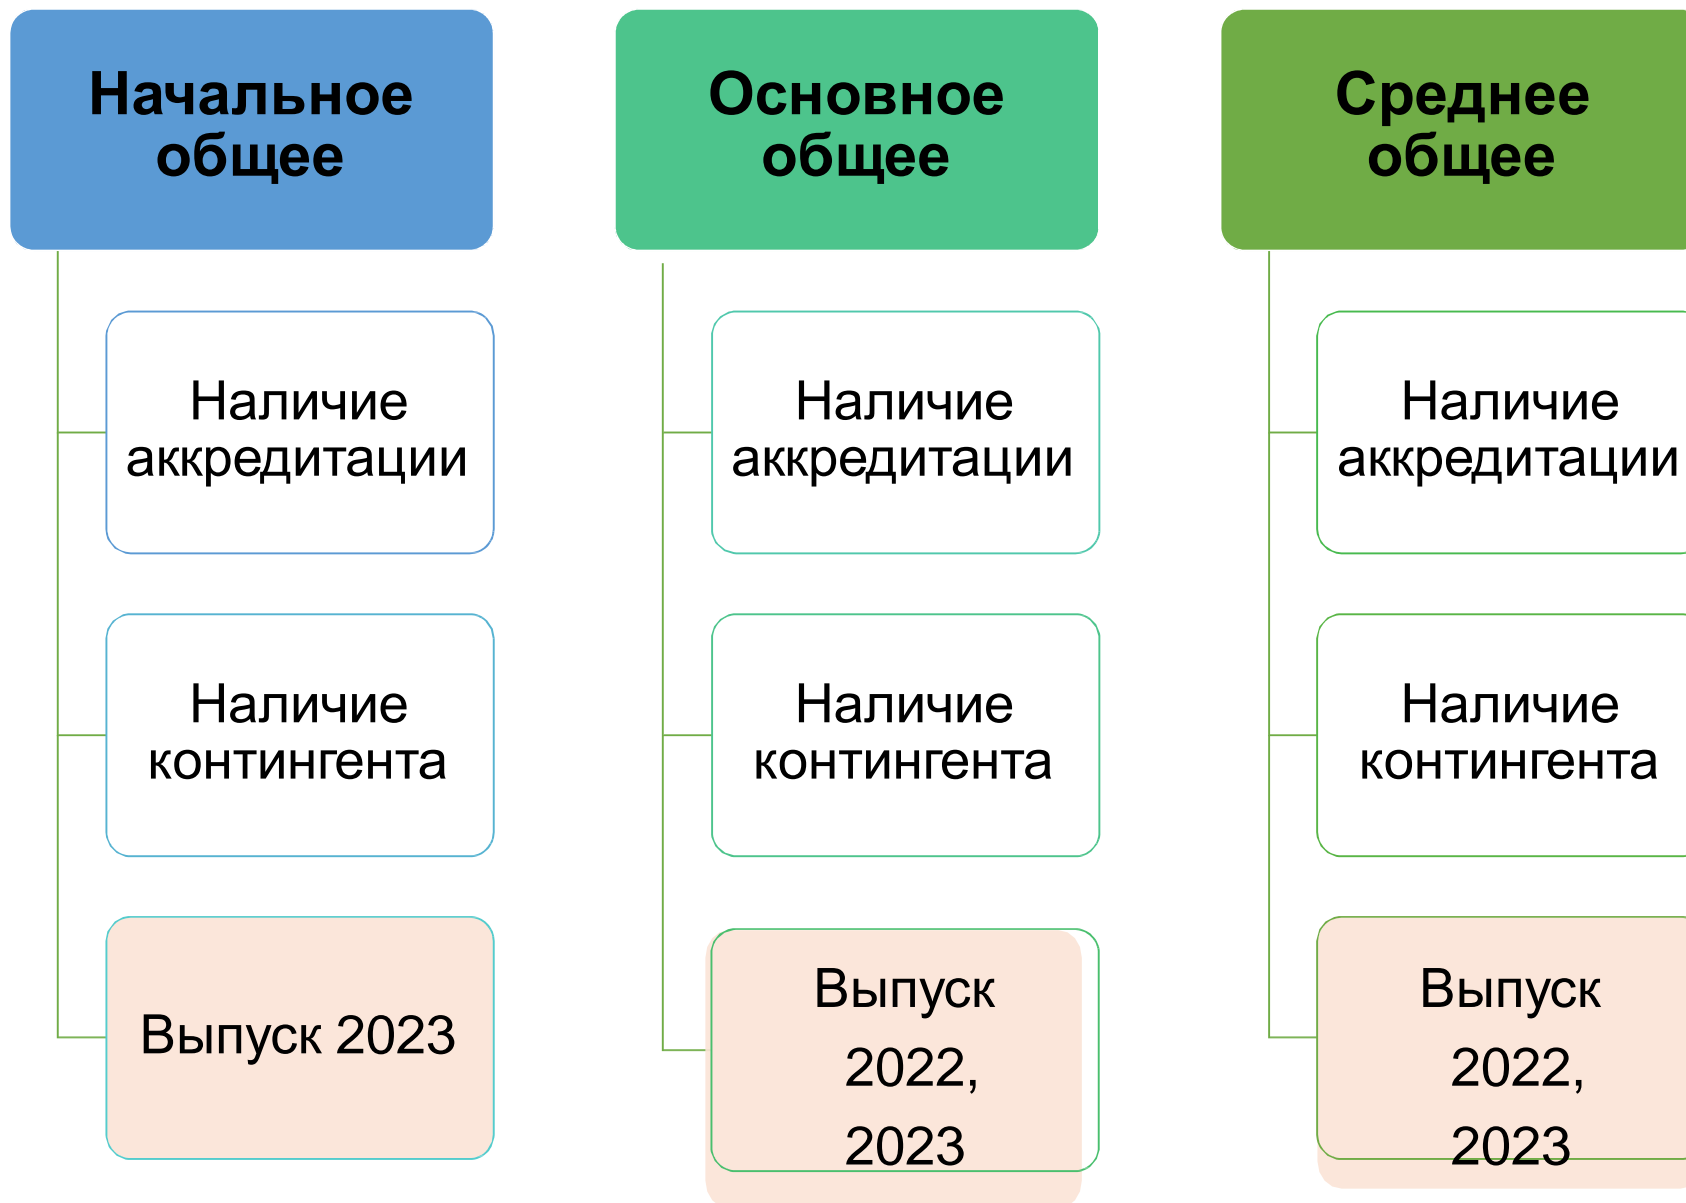 Начальное
общее
Наличие
аккредитации
Наличие
контингента
Выпуск 2023
Основное
общее
Наличие
аккредитации
Наличие
контингента
Выпуск
2022,
2023
Среднее
общее
Наличие
аккредитации
Наличие
контингента
Выпуск
2022,
2023